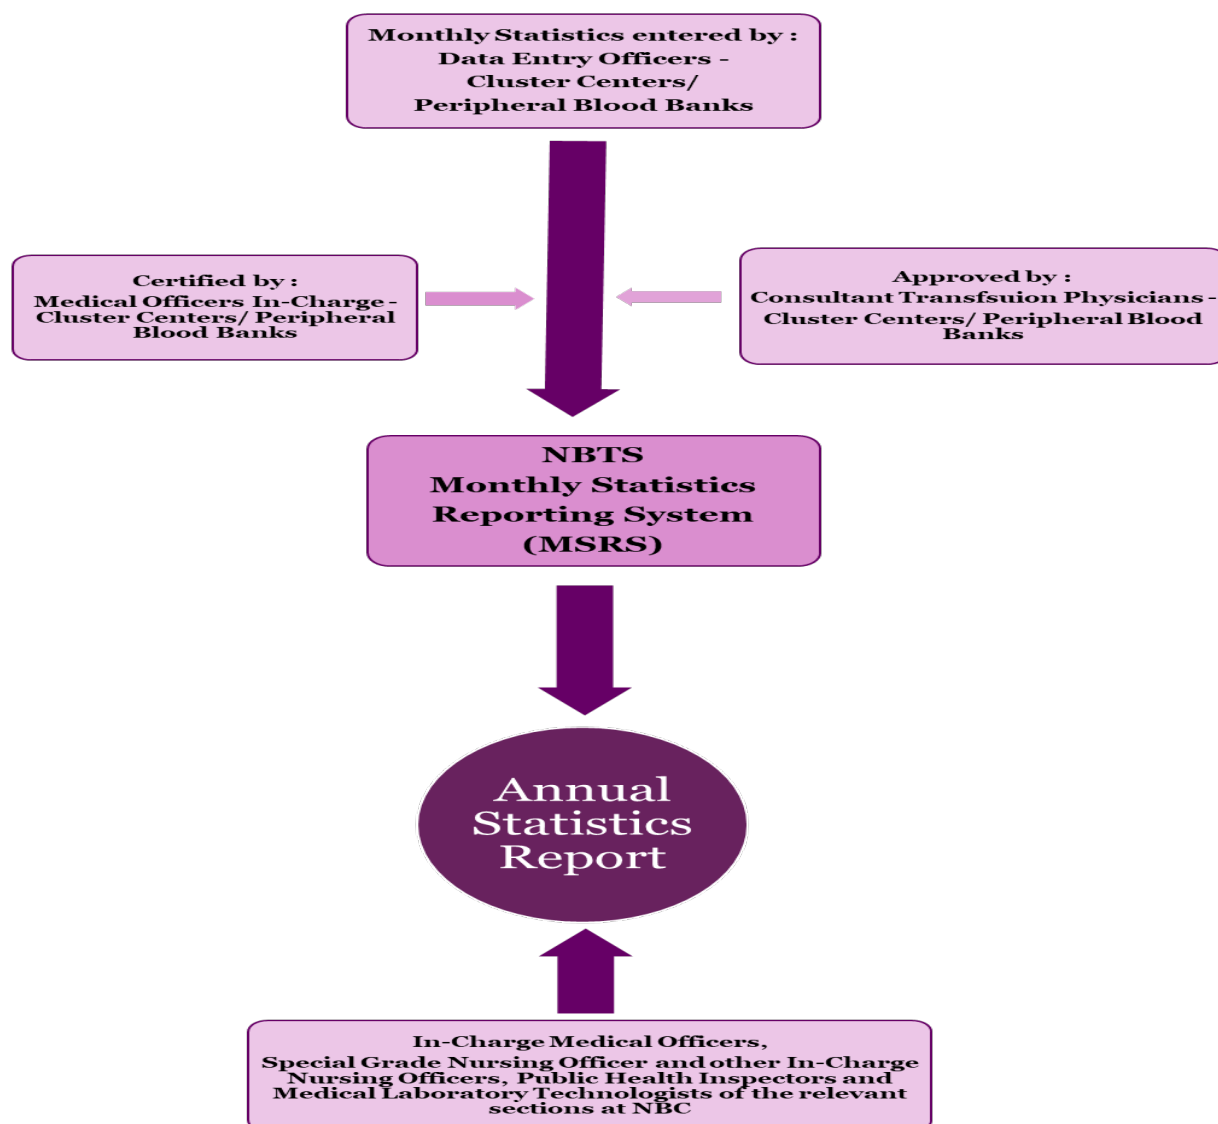 Monthly Statistics entered by :
Data Entry Officers -
Cluster Centers/
Peripheral Blood Banks
Certified by :
Medical Officers In-Charge -
Cluster Centers/ Peripheral
Blood Banks
Approved by :
Consultant Transfsuion Physicians -
Cluster Centers/ Peripheral Blood
Banks
NBTS
Monthly Statistics
Reporting System
(MSRS)
Annual
Statistics
Report
In-Charge Medical Officers,
Special Grade Nursing Officer and other In-Charge
Nursing Officers, Public Health Inspectors and
Medical Laboratory Technologists of the relevant
sections at NBC